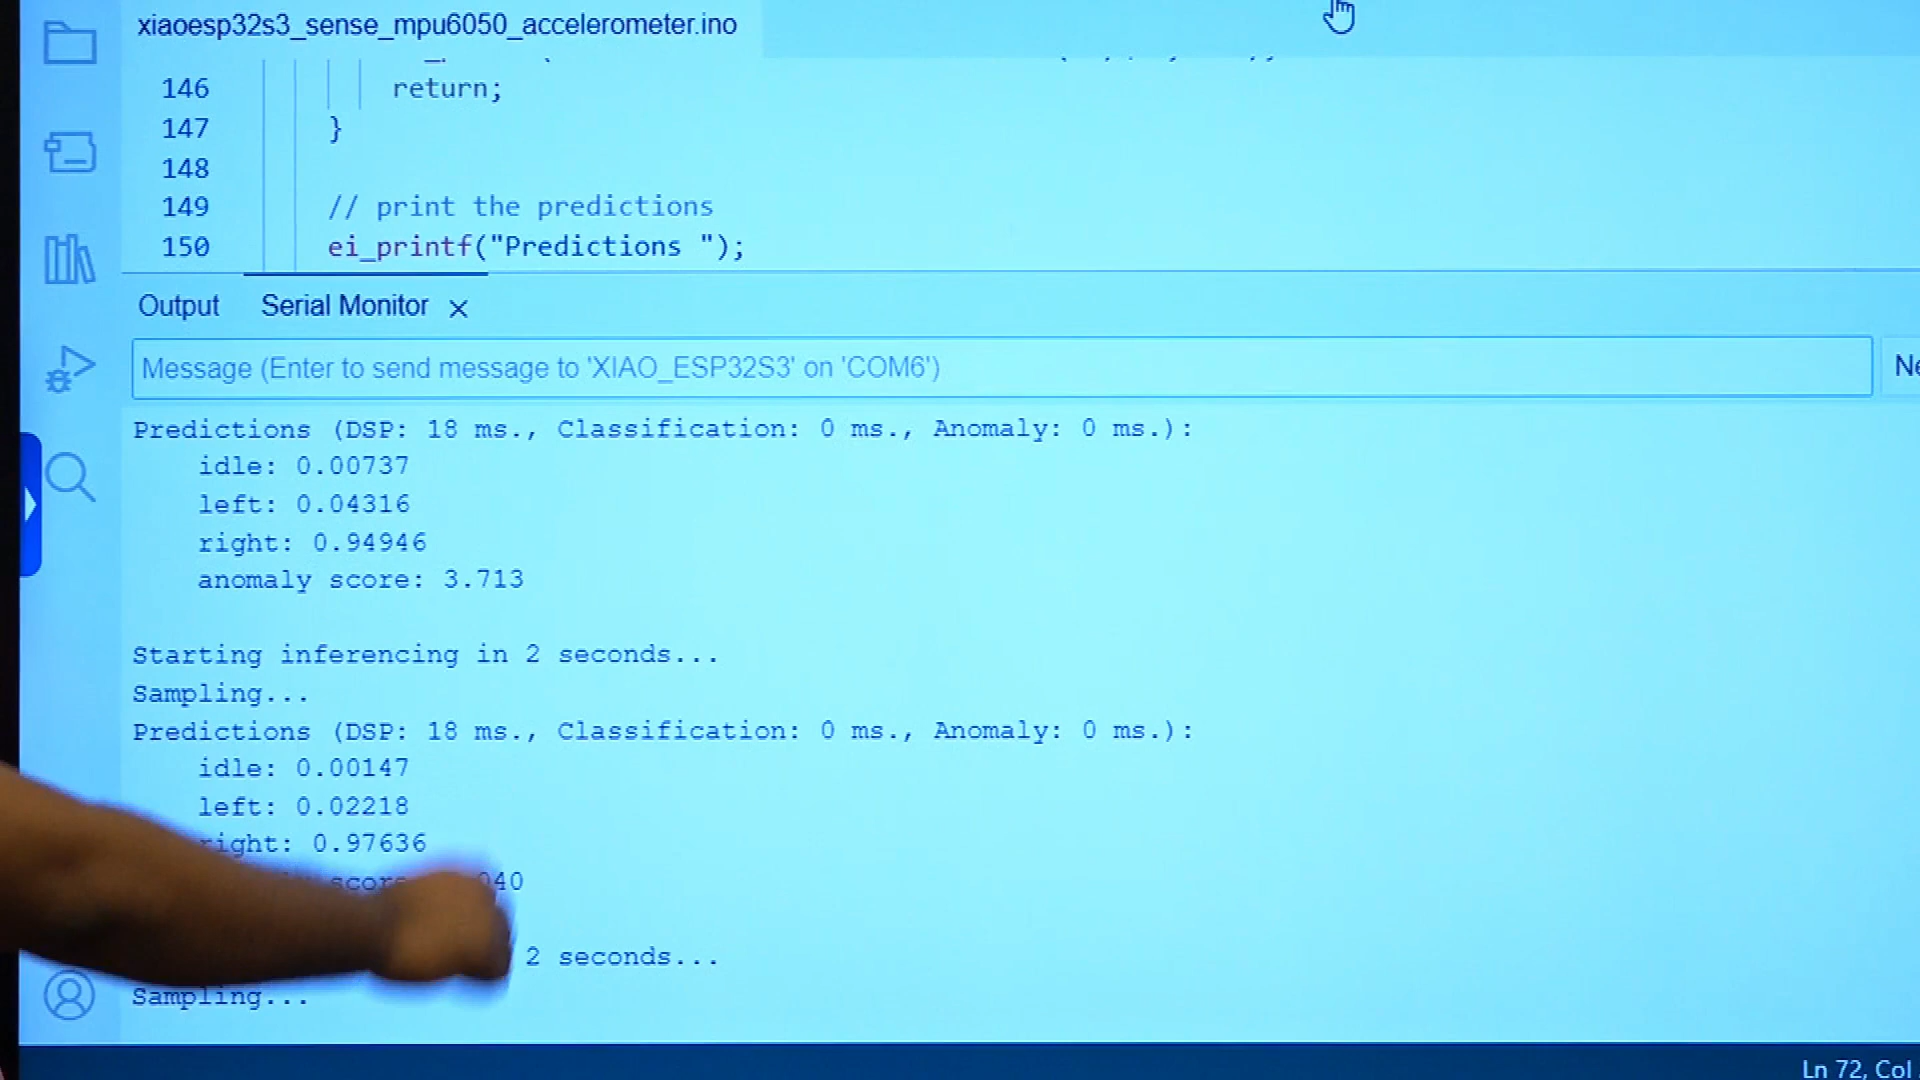 xiaoesp32s3_sense_mpu6050_accelerometer.ino
146 return;
147 }
148
149 // print the predictions
150 ei_printf("Predictions ");
Output Serial Monitor
Message (Enter to send message to 'XIAO_ESP32S3' on 'COM6')
Predictions (DSP: 18 ms., Classification: 0 ms., Anomaly: 0 ms.):
idle: 0.00737
left: 0.04316
right: 0.94946
anomaly score: 3.713
Starting inferencing in 2 seconds...
Sampling...
Predictions (DSP: 18 ms., Classification: 0 ms., Anomaly: 0 ms.):
idle: 0.00147
left: 0.02218
right: 0.97636
2 seconds...
Sampling...
Ln 72, Col